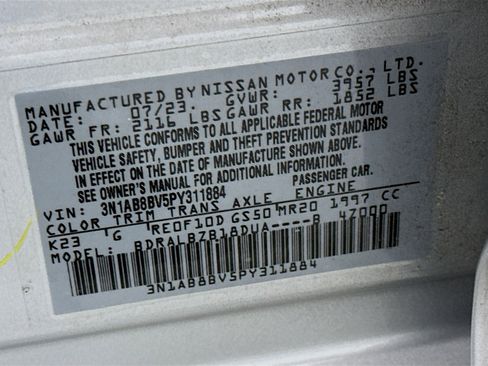 MANUFACTURED BY NISSAN MOTOR CO., LTD.
DATE: 07/23. GVWR: 3957 LBS
GAWR FR: 2116 LBS GAWR RR: 1852 LBS
THIS VEHICLE CONFORMS TO ALL APPLICABLE FEDERAL MOTOR
VEHICLE SAFETY, BUMPER AND THEFT PREVENTION STANDARDS
IN EFFECT ON THE DATE OF MANUFACTURE SHOWN ABOVE.
SEE OWNER'S MANUAL FOR ADDITIONAL INFORMATION.
VIN: 3N1AB8BV5PY311884 PASSENGER CAR.
COLOR TRIM TRANS AXLE ENGINE
K23 G RE0F10D GS50 MR20 1997 CC
MODEL: BDRALBZB18DUA----B 47000
3N1AB8BV5PY311884